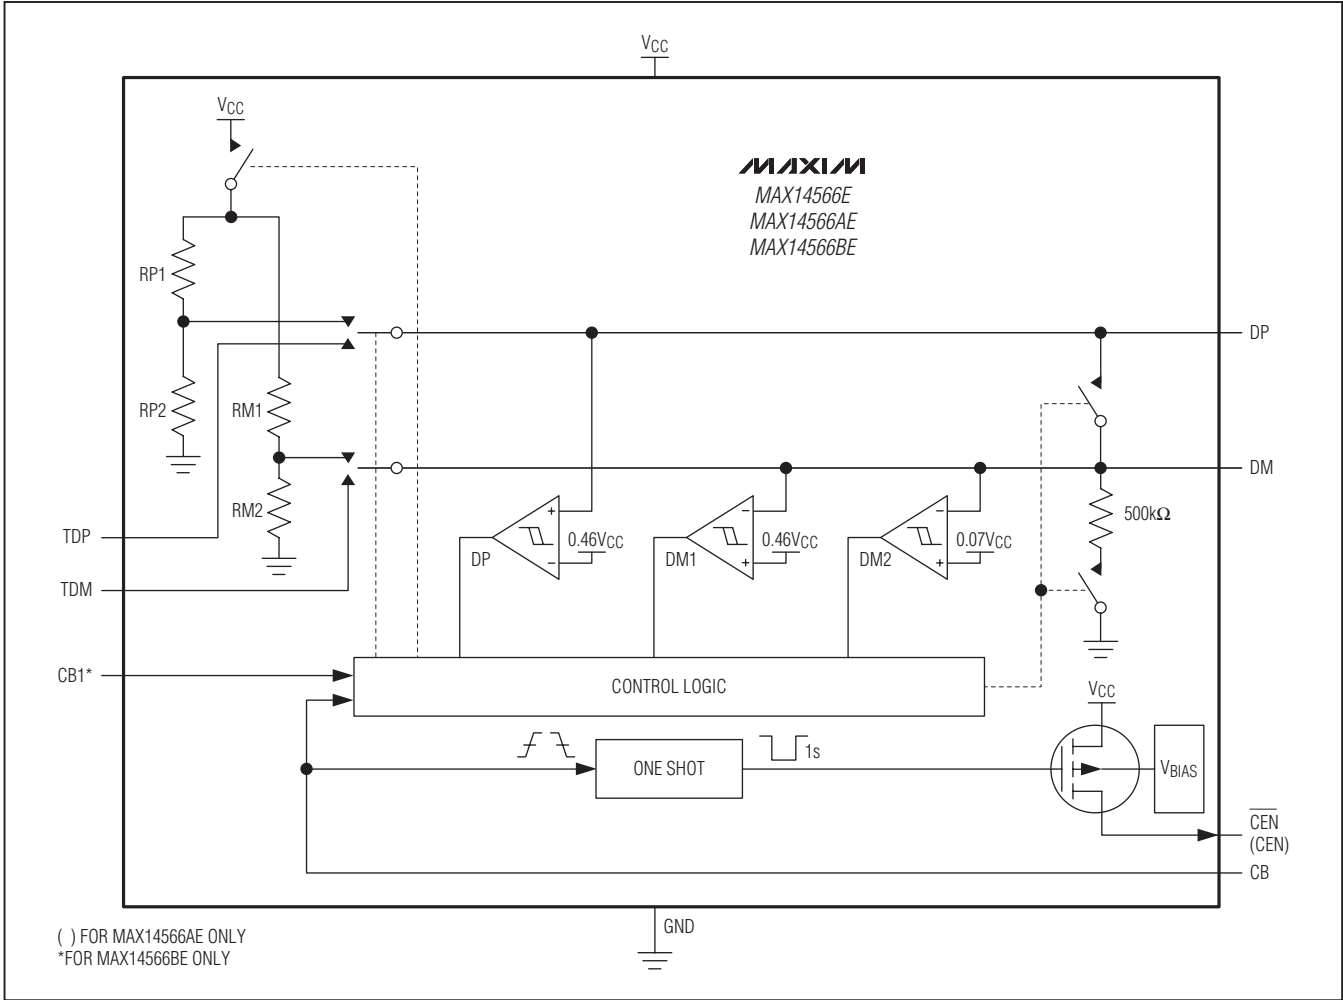 VCC
VCC
MAXIM
MAX14566E
MAX14566AE
MAX14566BE
RP1
DP
RP2
RM1
DM
RM2
500kΩ
TDP
+
−
0.46VCC
DP
−
+
0.46VCC
DM1
−
+
0.07VCC
DM2
TDM
CB1*
CONTROL LOGIC
VCC
ONE SHOT
1s
VBIAS
CEN
(CEN)
CB
GND
( ) FOR MAX14566AE ONLY
*FOR MAX14566BE ONLY